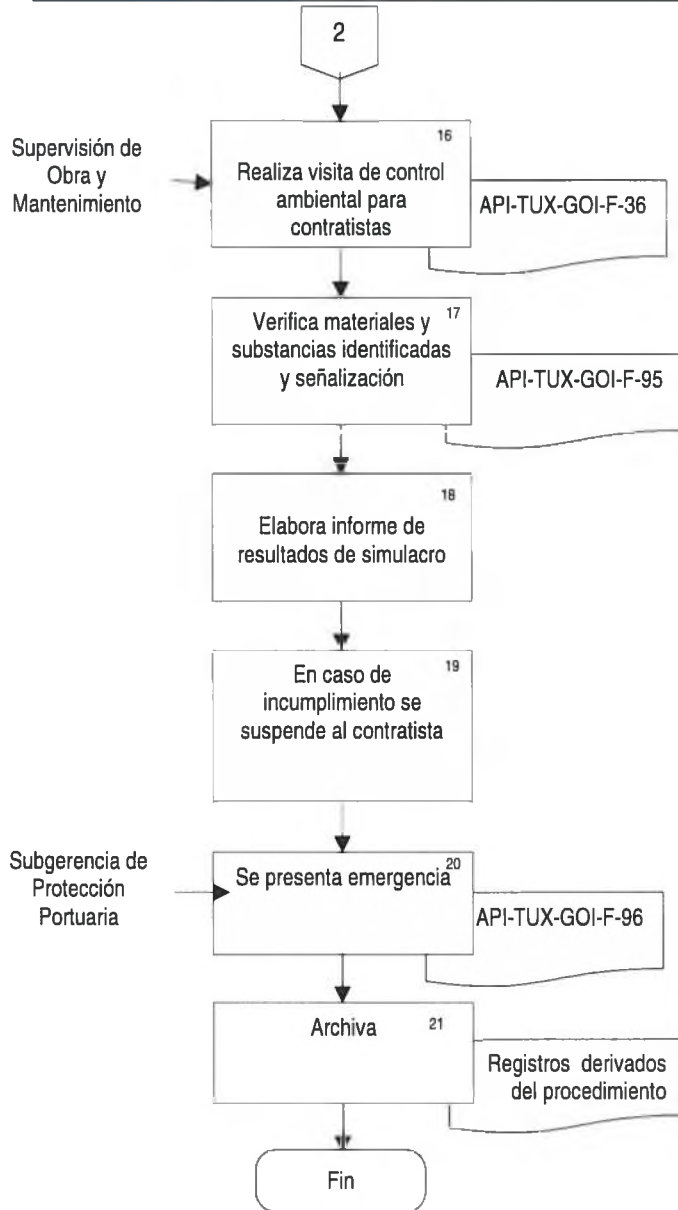 2
16
Supervisión de
Obra y
Mantenimiento
Realiza visita de control
ambiental para
contratistas
API-TUX-GOI-F-36
17
Verifica materiales y
substancias identificadas
y señalización
API-TUX-GOI-F-95
18
Elabora informe de
resultados de simulacro
19
En caso de
incumplimiento se
suspende al contratista
Subgerencia de
Protección
Portuaria
20
Se presenta emergencia
API-TUX-GOI-F-96
Archiva
21
Registros derivados
del procedimiento
Fin